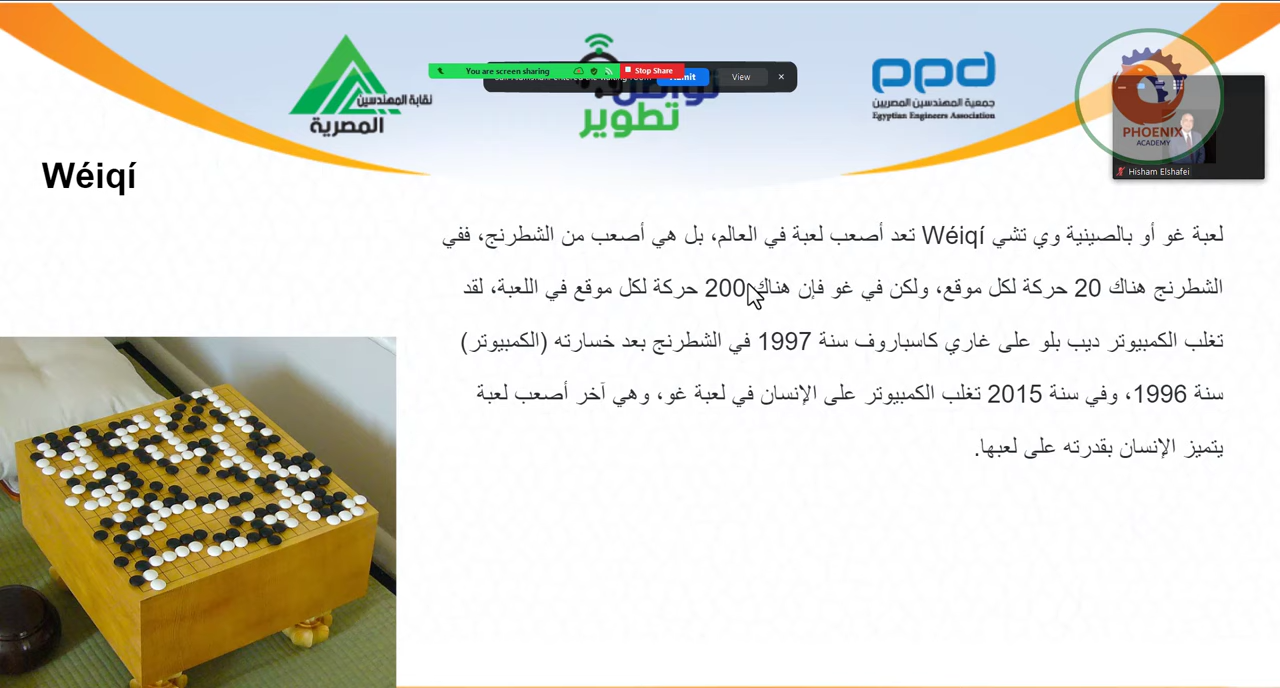 نقابة المهندسين
المصرية
You are screen sharing
Stop Share
View
تواصل
تطوير
ppd
جمعية المهندسين المصريين
Egyptian Engineers Association
PHOENIX
ACADEMY
Hisham Elshafei
Wéiqí
لعبة غو أو بالصينية وي تشي Wéiqí تعد أصعب لعبة في العالم، بل هي أصعب من الشطرنج، ففي
الشطرنج هناك 20 حركة لكل موقع، ولكن في غو فإن هناك 200 حركة لكل موقع في اللعبة، لقد
تغلب الكمبيوتر ديب بلو على غاري كاسباروف سنة 1997 في الشطرنج بعد خسارته (الكمبيوتر)
سنة 1996، وفي سنة 2015 تغلب الكمبيوتر على الإنسان في لعبة غو، وهي آخر أصعب لعبة
يتميز الإنسان بقدرته على لعبها.